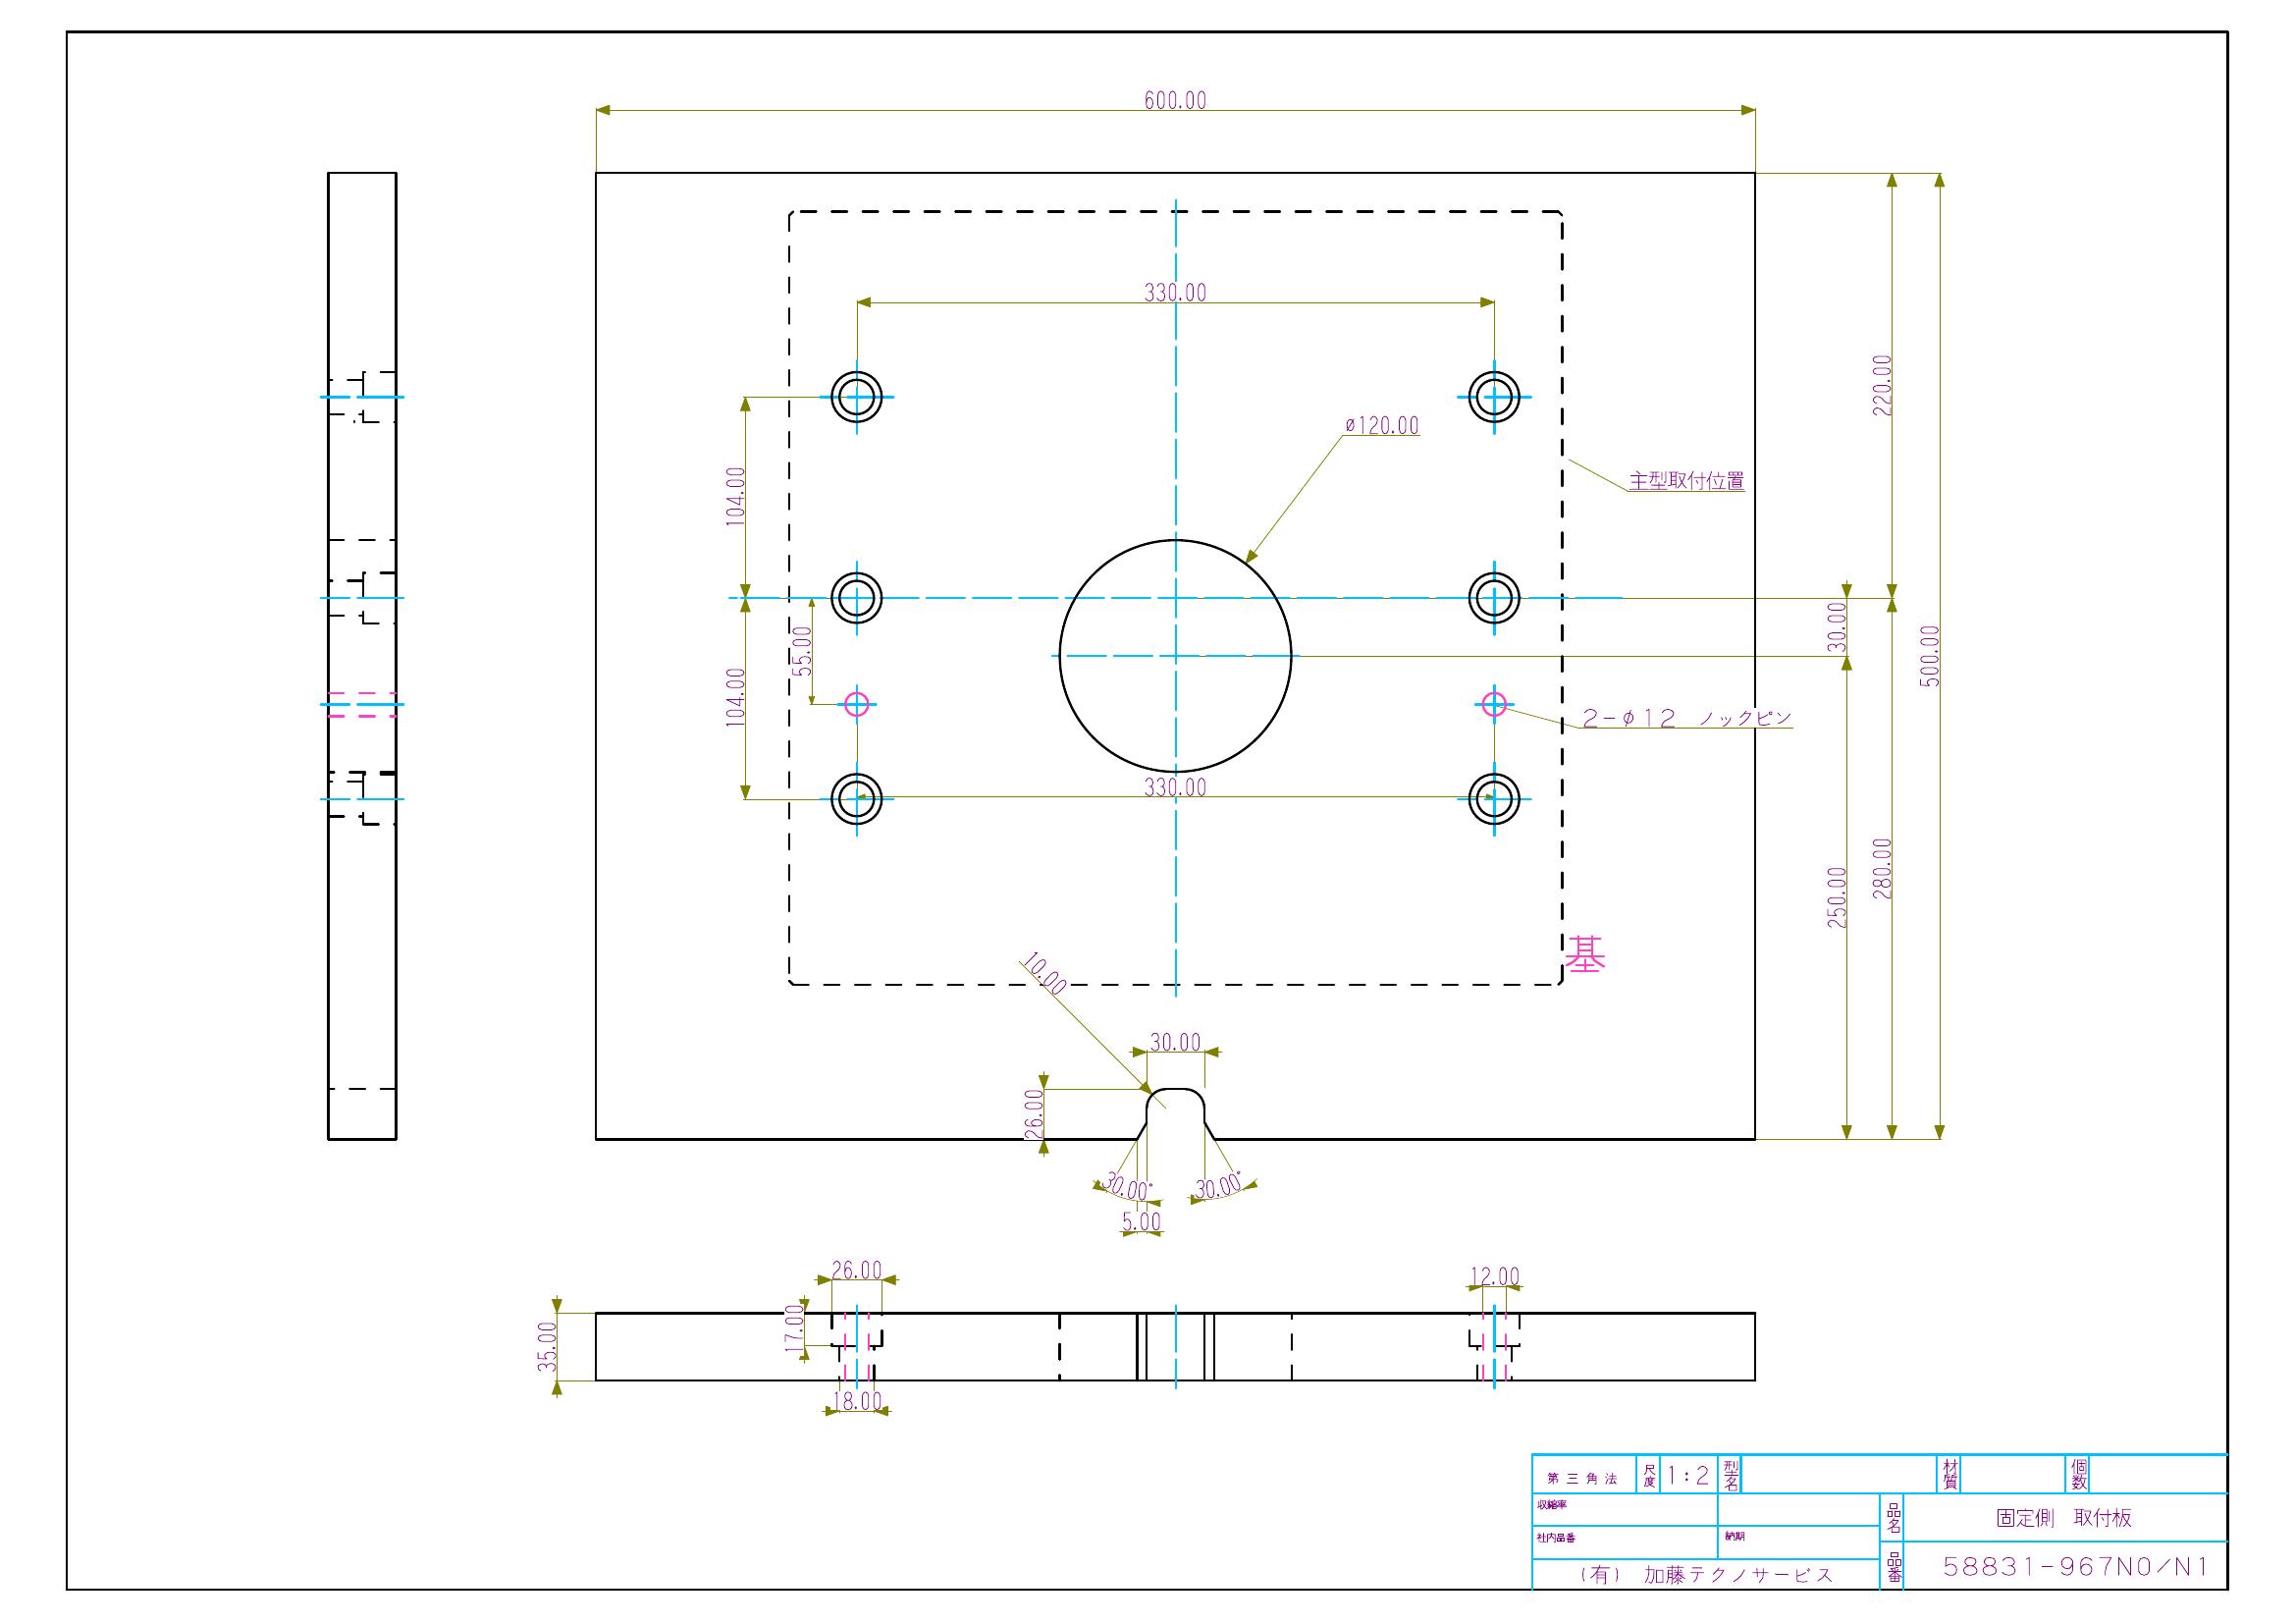 600.00
330.00
220.00
ø120.00
104.00
主型取付位置
30.00
55.00
500.00
104.00
2-φ12　ノックピン
330.00
280.00
250.00
基
10.00
30.00
26.00
30.00°
30.00°
5.00
26.00
12.00
17.00
35.00
18.00
第三角法 尺度 1:2 型名 材質 個数
収縮率
品名 固定側　取付板
社内品番 納期
品番 58831-967N0/N1
(有)　加藤テクノサービス